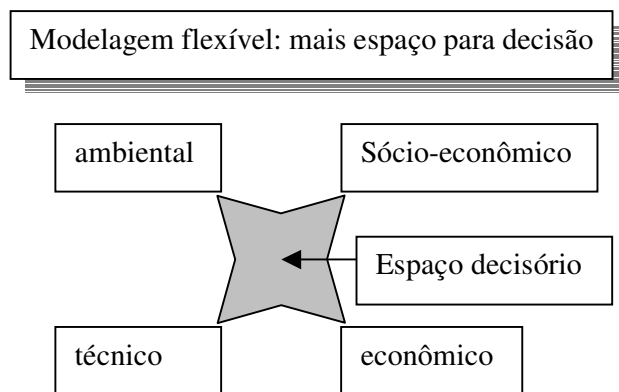 Modelagem flexível: mais espaço para decisão
ambiental
Sócio-econômico
Espaço decisório
técnico
econômico